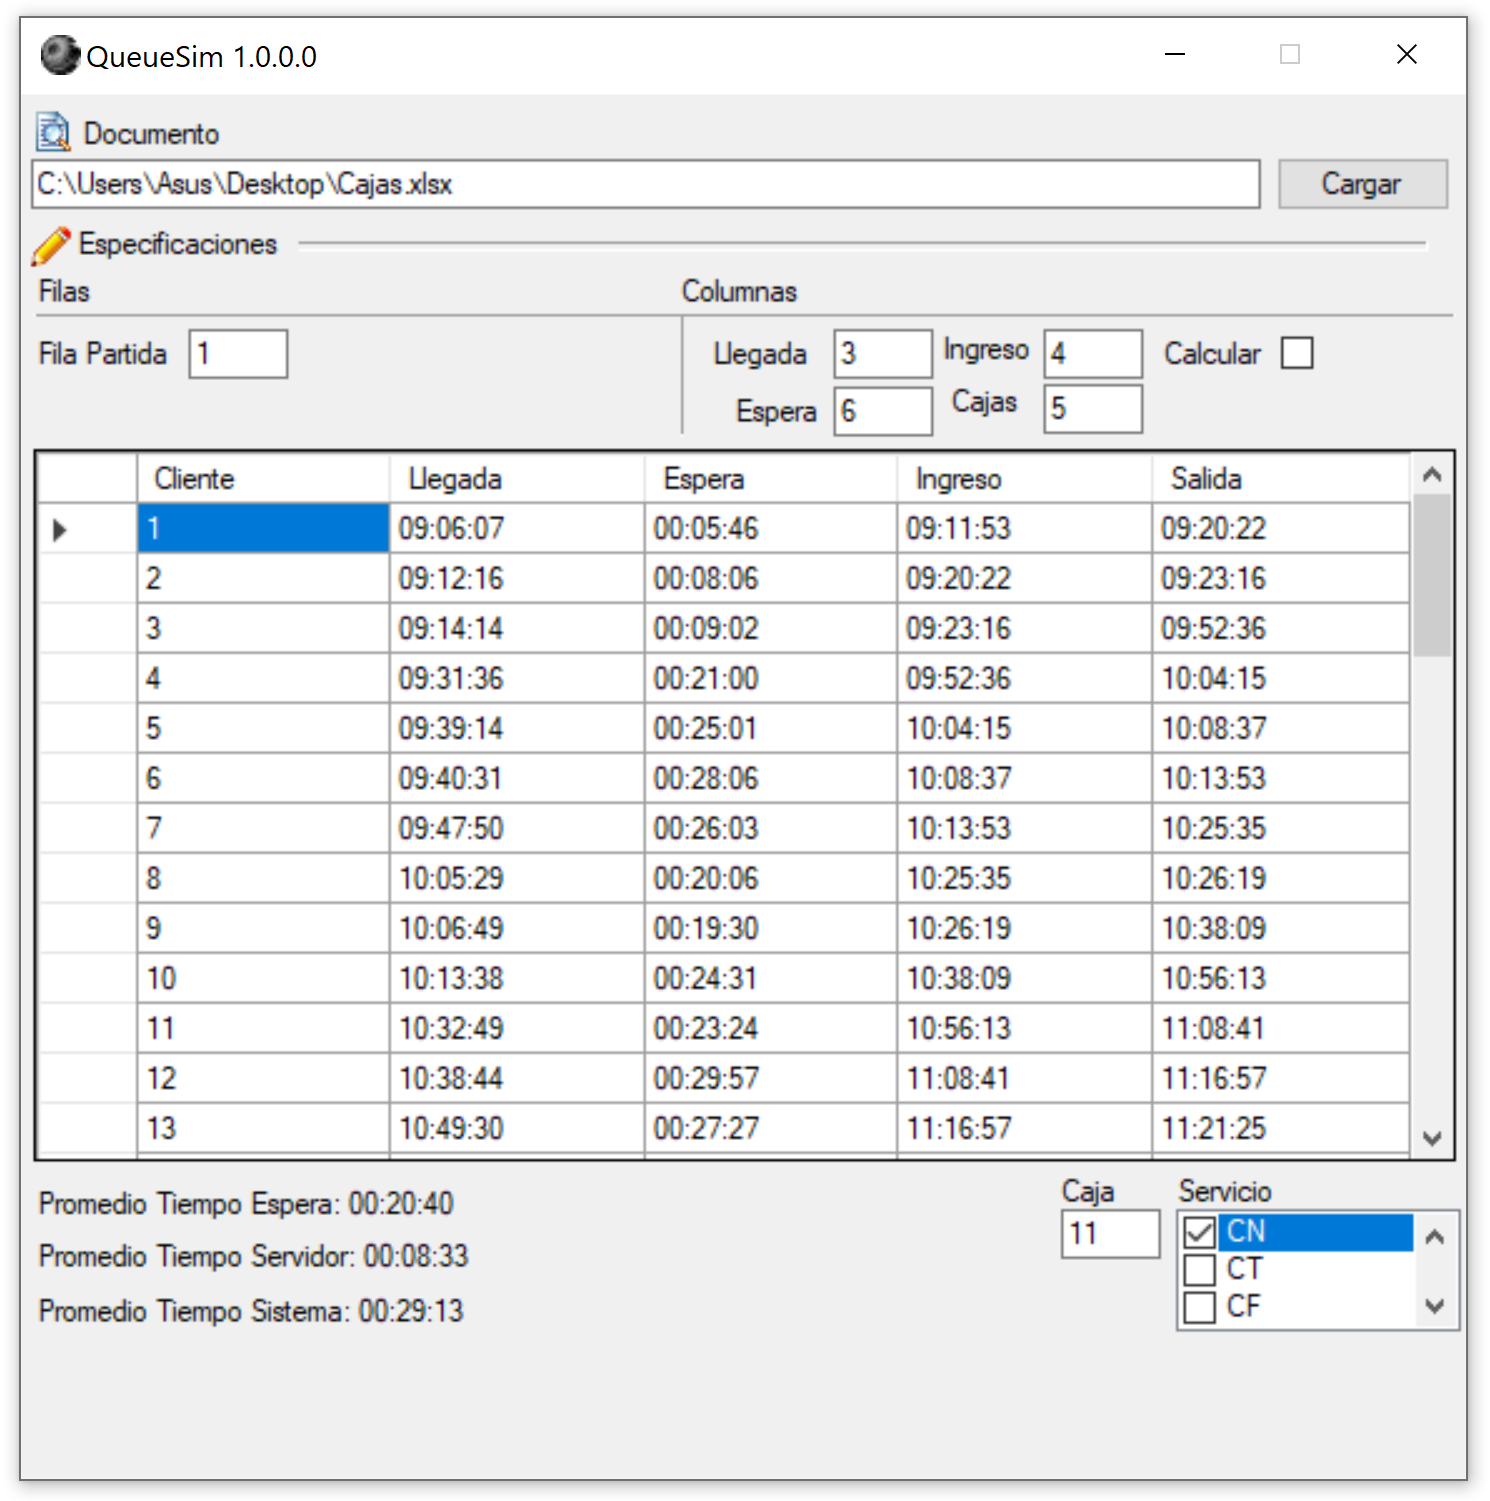 QueueSim 1.0.0.0
Documento
C:\Users\Asus\Desktop\Cajas.xlsx Cargar
Especificaciones
Filas Columnas
Fila Partida 1 Llegada 3 Ingreso 4 Calcular
Espera 6 Cajas 5
Cliente Llegada Espera Ingreso Salida
1 09:06:07 00:05:46 09:11:53 09:20:22
2 09:12:16 00:08:06 09:20:22 09:23:16
3 09:14:14 00:09:02 09:23:16 09:52:36
4 09:31:36 00:21:00 09:52:36 10:04:15
5 09:39:14 00:25:01 10:04:15 10:08:37
6 09:40:31 00:28:06 10:08:37 10:13:53
7 09:47:50 00:26:03 10:13:53 10:25:35
8 10:05:29 00:20:06 10:25:35 10:26:19
9 10:06:49 00:19:30 10:26:19 10:38:09
10 10:13:38 00:24:31 10:38:09 10:56:13
11 10:32:49 00:23:24 10:56:13 11:08:41
12 10:38:44 00:29:57 11:08:41 11:16:57
13 10:49:30 00:27:27 11:16:57 11:21:25
Promedio Tiempo Espera: 00:20:40
Promedio Tiempo Servidor: 00:08:33
Promedio Tiempo Sistema: 00:29:13
Caja Servicio
11 CN
CT
CF